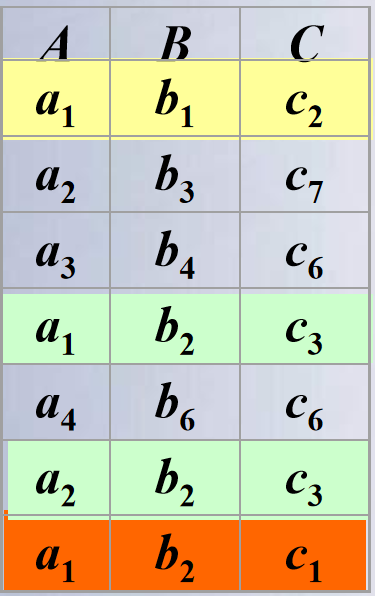 A B C
a₁ b₁ c₂
a₂ b₃ c₇
a₃ b₄ c₆
a₁ b₂ c₃
a₄ b₆ c₆
a₂ b₂ c₃
a₁ b₂ c₁